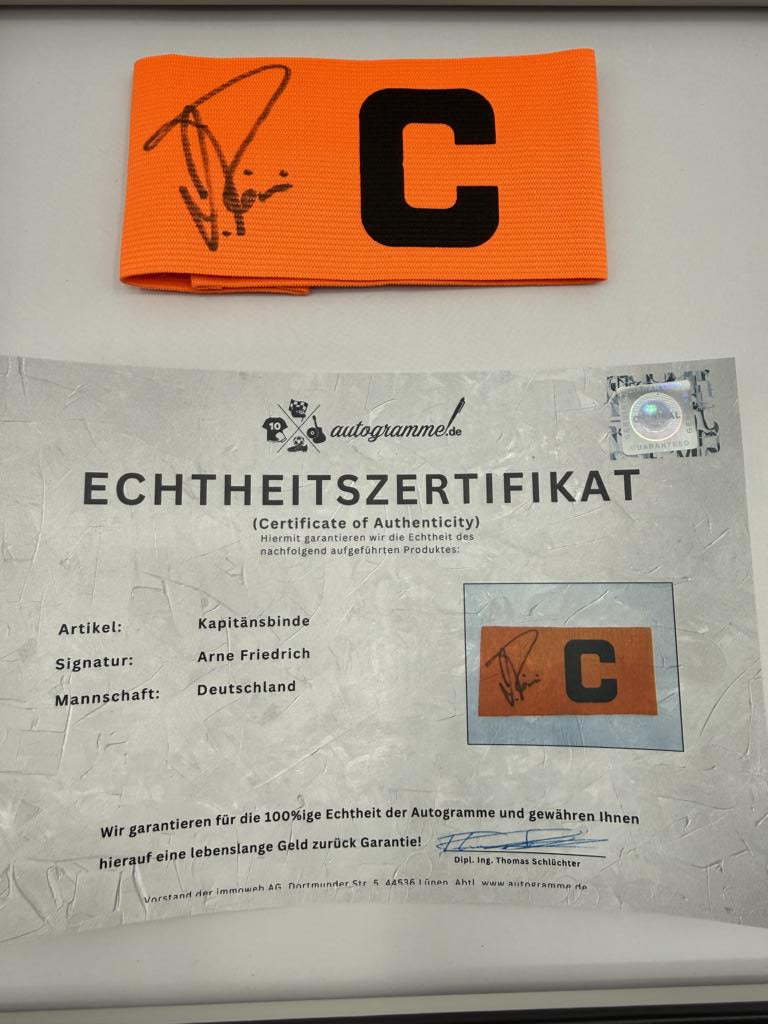 C
10
autogramme.de
ORIGINAL
GUARANTEED
ECHTHEITSZERTIFIKAT
(Certificate of Authenticity)
Hiermit garantieren wir die Echtheit des
nachfolgend aufgeführten Produktes:
Artikel: Kapitänsbinde
Signatur: Arne Friedrich
Mannschaft: Deutschland
C
Wir garantieren für die 100%ige Echtheit der Autogramme und gewähren Ihnen
hierauf eine lebenslange Geld zurück Garantie!
Dipl. Ing. Thomas Schlüchter
Vorstand der immoweb AG, Dortmunder Str. 5, 44536 Lünen, Abtl. www.autogramme.de